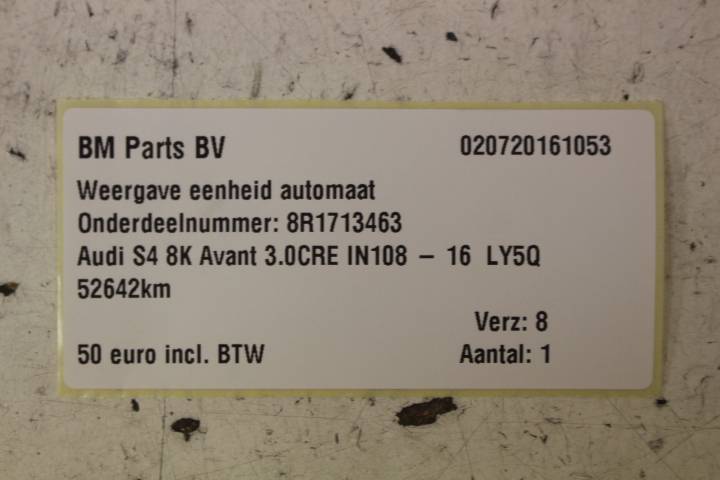 BM Parts BV 020720161053
Weergave eenheid automaat
Onderdeelnummer: 8R1713463
Audi S4 8K Avant 3.0CRE IN108 – 16 LY5Q
52642km
Verz: 8
50 euro incl. BTW Aantal: 1